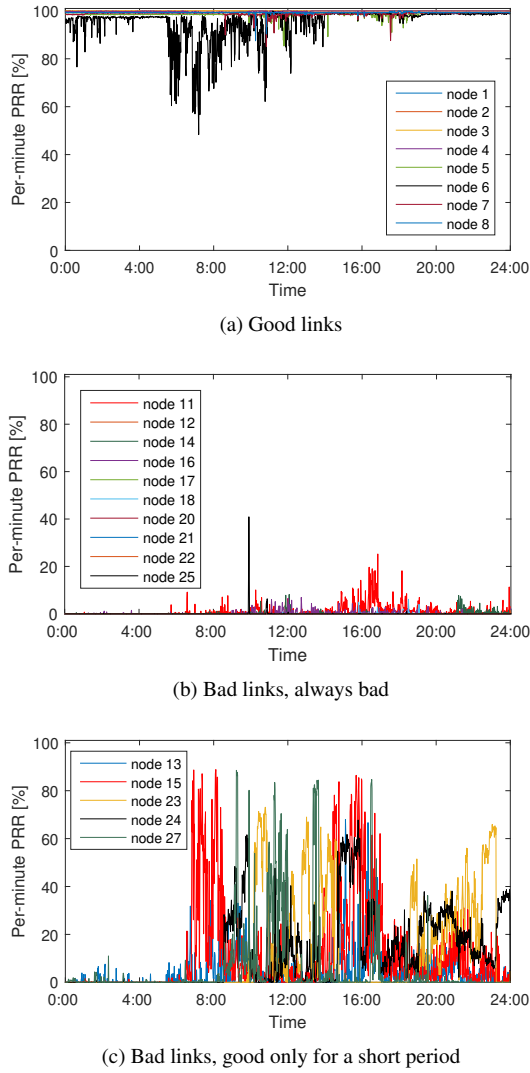 100
80
60
40
20
0
Per-minute PRR [%]
node 1
node 2
node 3
node 4
node 5
node 6
node 7
node 8
0:00 4:00 8:00 12:00 16:00 20:00 24:00
Time
(a) Good links
100
80
60
40
20
0
Per-minute PRR [%]
node 11
node 12
node 14
node 16
node 17
node 18
node 20
node 21
node 22
node 25
0:00 4:00 8:00 12:00 16:00 20:00 24:00
Time
(b) Bad links, always bad
100
80
60
40
20
0
Per-minute PRR [%]
node 13
node 15
node 23
node 24
node 27
0:00 4:00 8:00 12:00 16:00 20:00 24:00
Time
(c) Bad links, good only for a short period